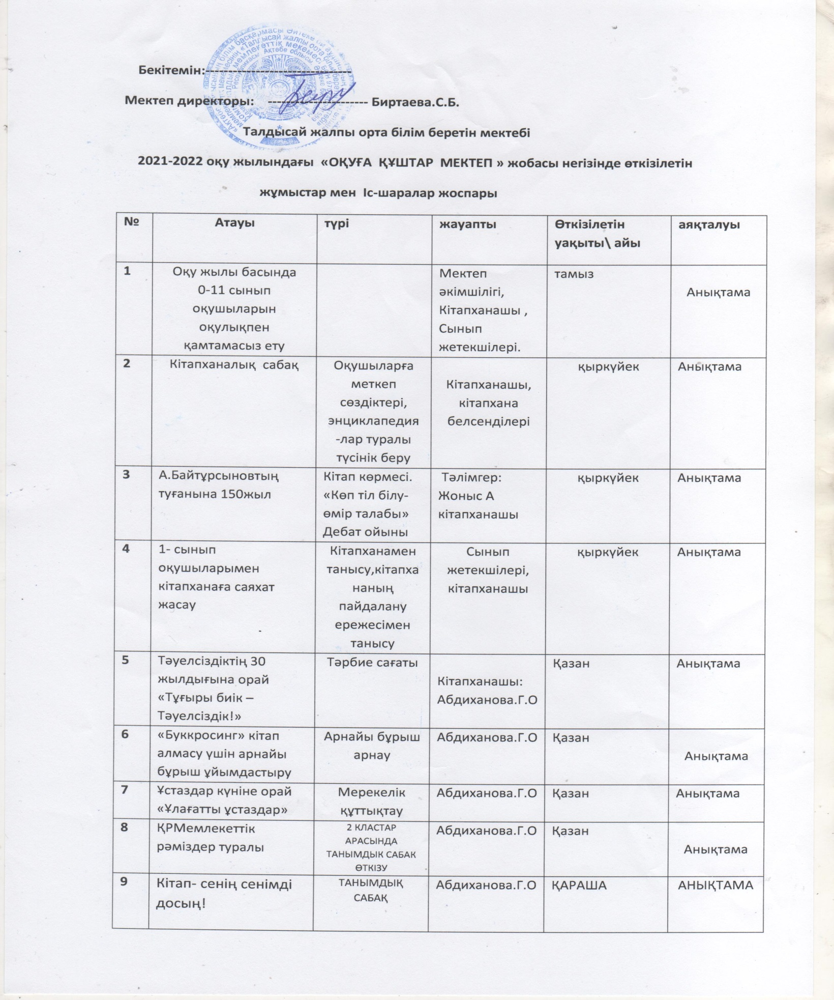 Бекітемін:--------------------------------
Мектеп директоры: ---------------------- Биртаева.С.Б.
Талдысай жалпы орта білім беретін мектебі
2021-2022 оқу жылындағы «ОҚУҒА ҚҰШТАР МЕКТЕП » жобасы негізінде өткізілетін
жұмыстар мен Іс-шаралар жоспары
№ Атауы түрі жауапты Өткізілетін аяқталуы
уақыты\ айы
1 Оқу жылы басында Мектеп тамыз
0-11 сынып әкімшілігі, Анықтама
оқушыларын Кітапханашы ,
оқулықпен Сынып
қамтамасыз ету жетекшілері.
2 Кітапханалық сабақ Оқушыларға қыркүйек Анықтама
меткеп Кітапханашы,
сөздіктері, кітапхана
энциклапедия белсенділері
-лар туралы
түсінік беру
3 А.Байтұрсыновтың Кітап көрмесі. Тәлімгер: қыркүйек Анықтама
туғанына 150жыл «Көп тіл білу- Жоныс А
өмір талабы» кітапханашы
Дебат ойыны
4 1- сынып Кітапханамен Сынып қыркүйек Анықтама
оқушыларымен танысу,кітапха жетекшілері,
кітапханаға саяхат наның кітапханашы
жасау пайдалану
ережесімен
танысу
5 Тәуелсіздіктің 30 Тәрбие сағаты Қазан Анықтама
жылдығына орай Кітапханашы:
«Тұғыры биік – Абдиханова.Г.О
Тәуелсіздік!»
6 «Буккросинг» кітап Арнайы бұрыш Абдиханова.Г.О Қазан
алмасу үшін арнайы арнау Анықтама
бұрыш ұйымдастыру
7 Ұстаздар күніне орай Мерекелік Абдиханова.Г.О Қазан Анықтама
«Ұлағатты ұстаздар» құттықтау
8 ҚРМемлекеттік 2 КЛАСТАР Абдиханова.Г.О Қазан
рәміздер туралы АРАСЫНДА Анықтама
ТАНЫМДЫК САБАК
ӨТКІЗУ
9 Кітап- сенің сенімді ТАНЫМДЫҚ Абдиханова.Г.О ҚАРАША АНЫҚТАМА
досың! САБАҚ